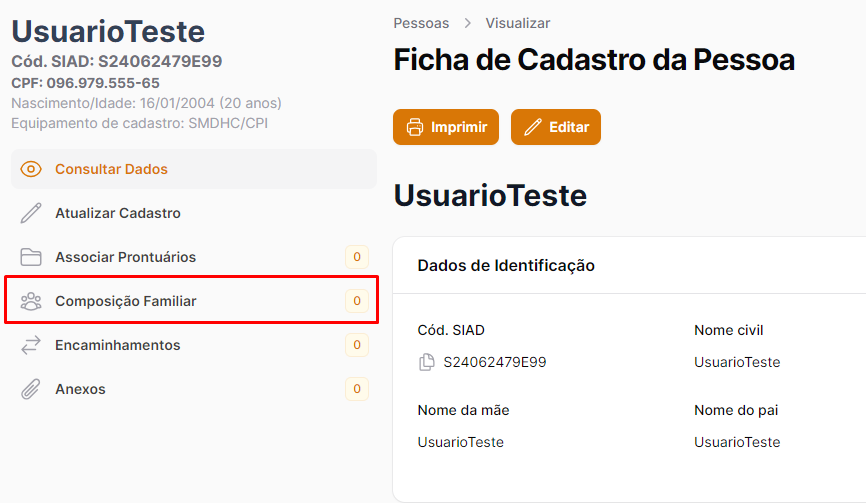 UsuarioTeste
Cód. SIAD: S24062479E99
CPF: 096.979.555-65
Nascimento/Idade: 16/01/2004 (20 anos)
Equipamento de cadastro: SMDHC/CPI
Consultar Dados
Atualizar Cadastro
Associar Prontuários 0
Composição Familiar 0
Encaminhamentos 0
Anexos 0
Pessoas > Visualizar
Ficha de Cadastro da Pessoa
Imprimir Editar
UsuarioTeste
Dados de Identificação
Cód. SIAD Nome civil
S24062479E99 UsuarioTeste
Nome da mãe Nome do pai
UsuarioTeste UsuarioTeste